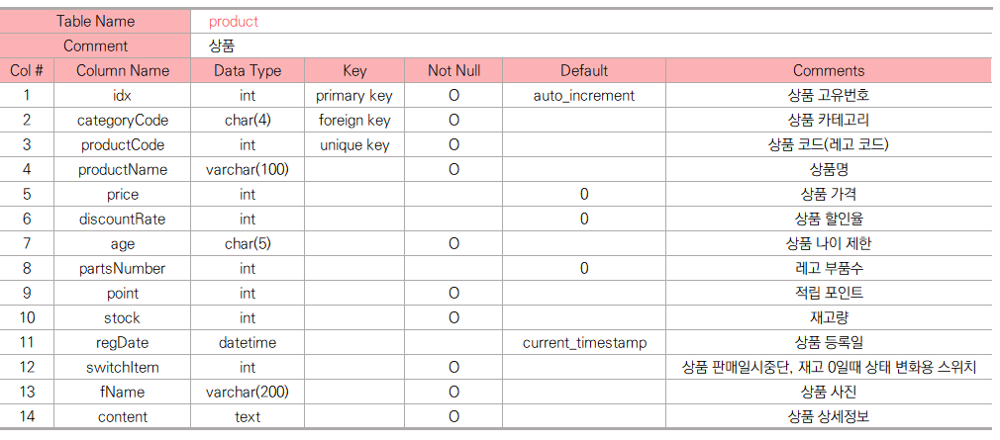 Table Name product
Comment 상품
Col # Column Name Data Type Key Not Null Default Comments
1 idx int primary key O auto_increment 상품 고유번호
2 categoryCode char(4) foreign key O 상품 카테고리
3 productCode int unique key O 상품 코드(레고 코드)
4 productName varchar(100) O 상품명
5 price int 0 상품 가격
6 discountRate int 0 상품 할인율
7 age char(5) O 상품 나이 제한
8 partsNumber int 0 레고 부품수
9 point int O 적립 포인트
10 stock int O 재고량
11 regDate datetime current_timestamp 상품 등록일
12 switchItem int O 상품 판매일시중단, 재고 0일때 상태 변화용 스위치
13 fName varchar(200) O 상품 사진
14 content text O 상품 상세정보